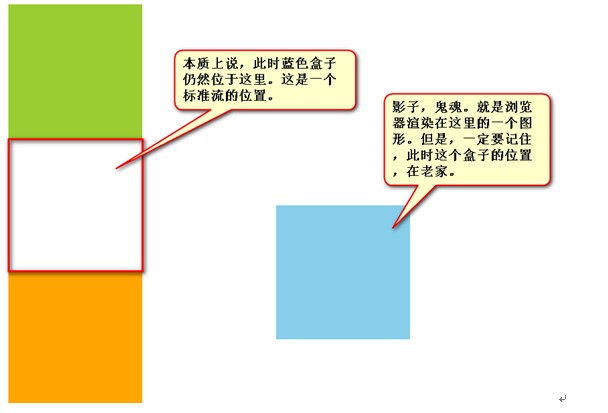 本质上说，此时蓝色盒子
仍然位于这里。这是一个
标准流的位置。
影子，鬼魂。就是浏览
器渲染在这里的一个图
形。但是，一定要记住
，此时这个盒子的位置
，在老家。